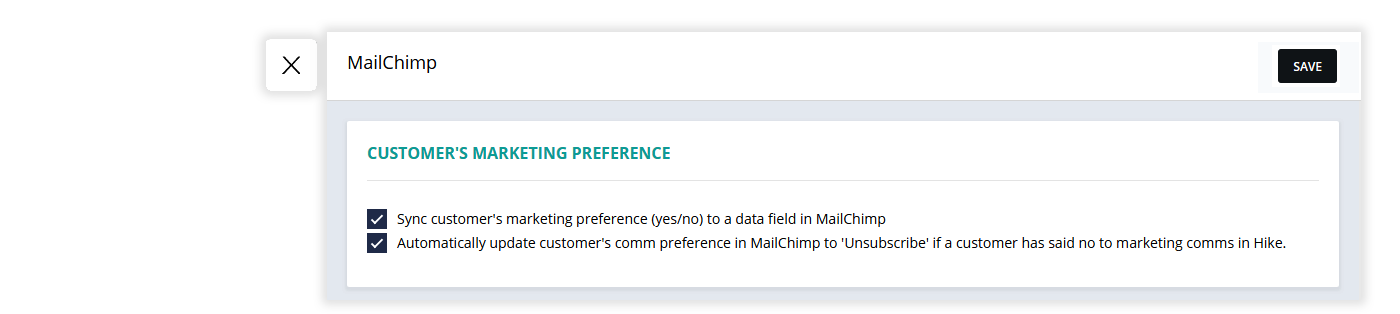 MailChimp
SAVE
CUSTOMER'S MARKETING PREFERENCE
Sync customer's marketing preference (yes/no) to a data field in MailChimp
Automatically update customer's comm preference in MailChimp to 'Unsubscribe' if a customer has said no to marketing comms in Hike.